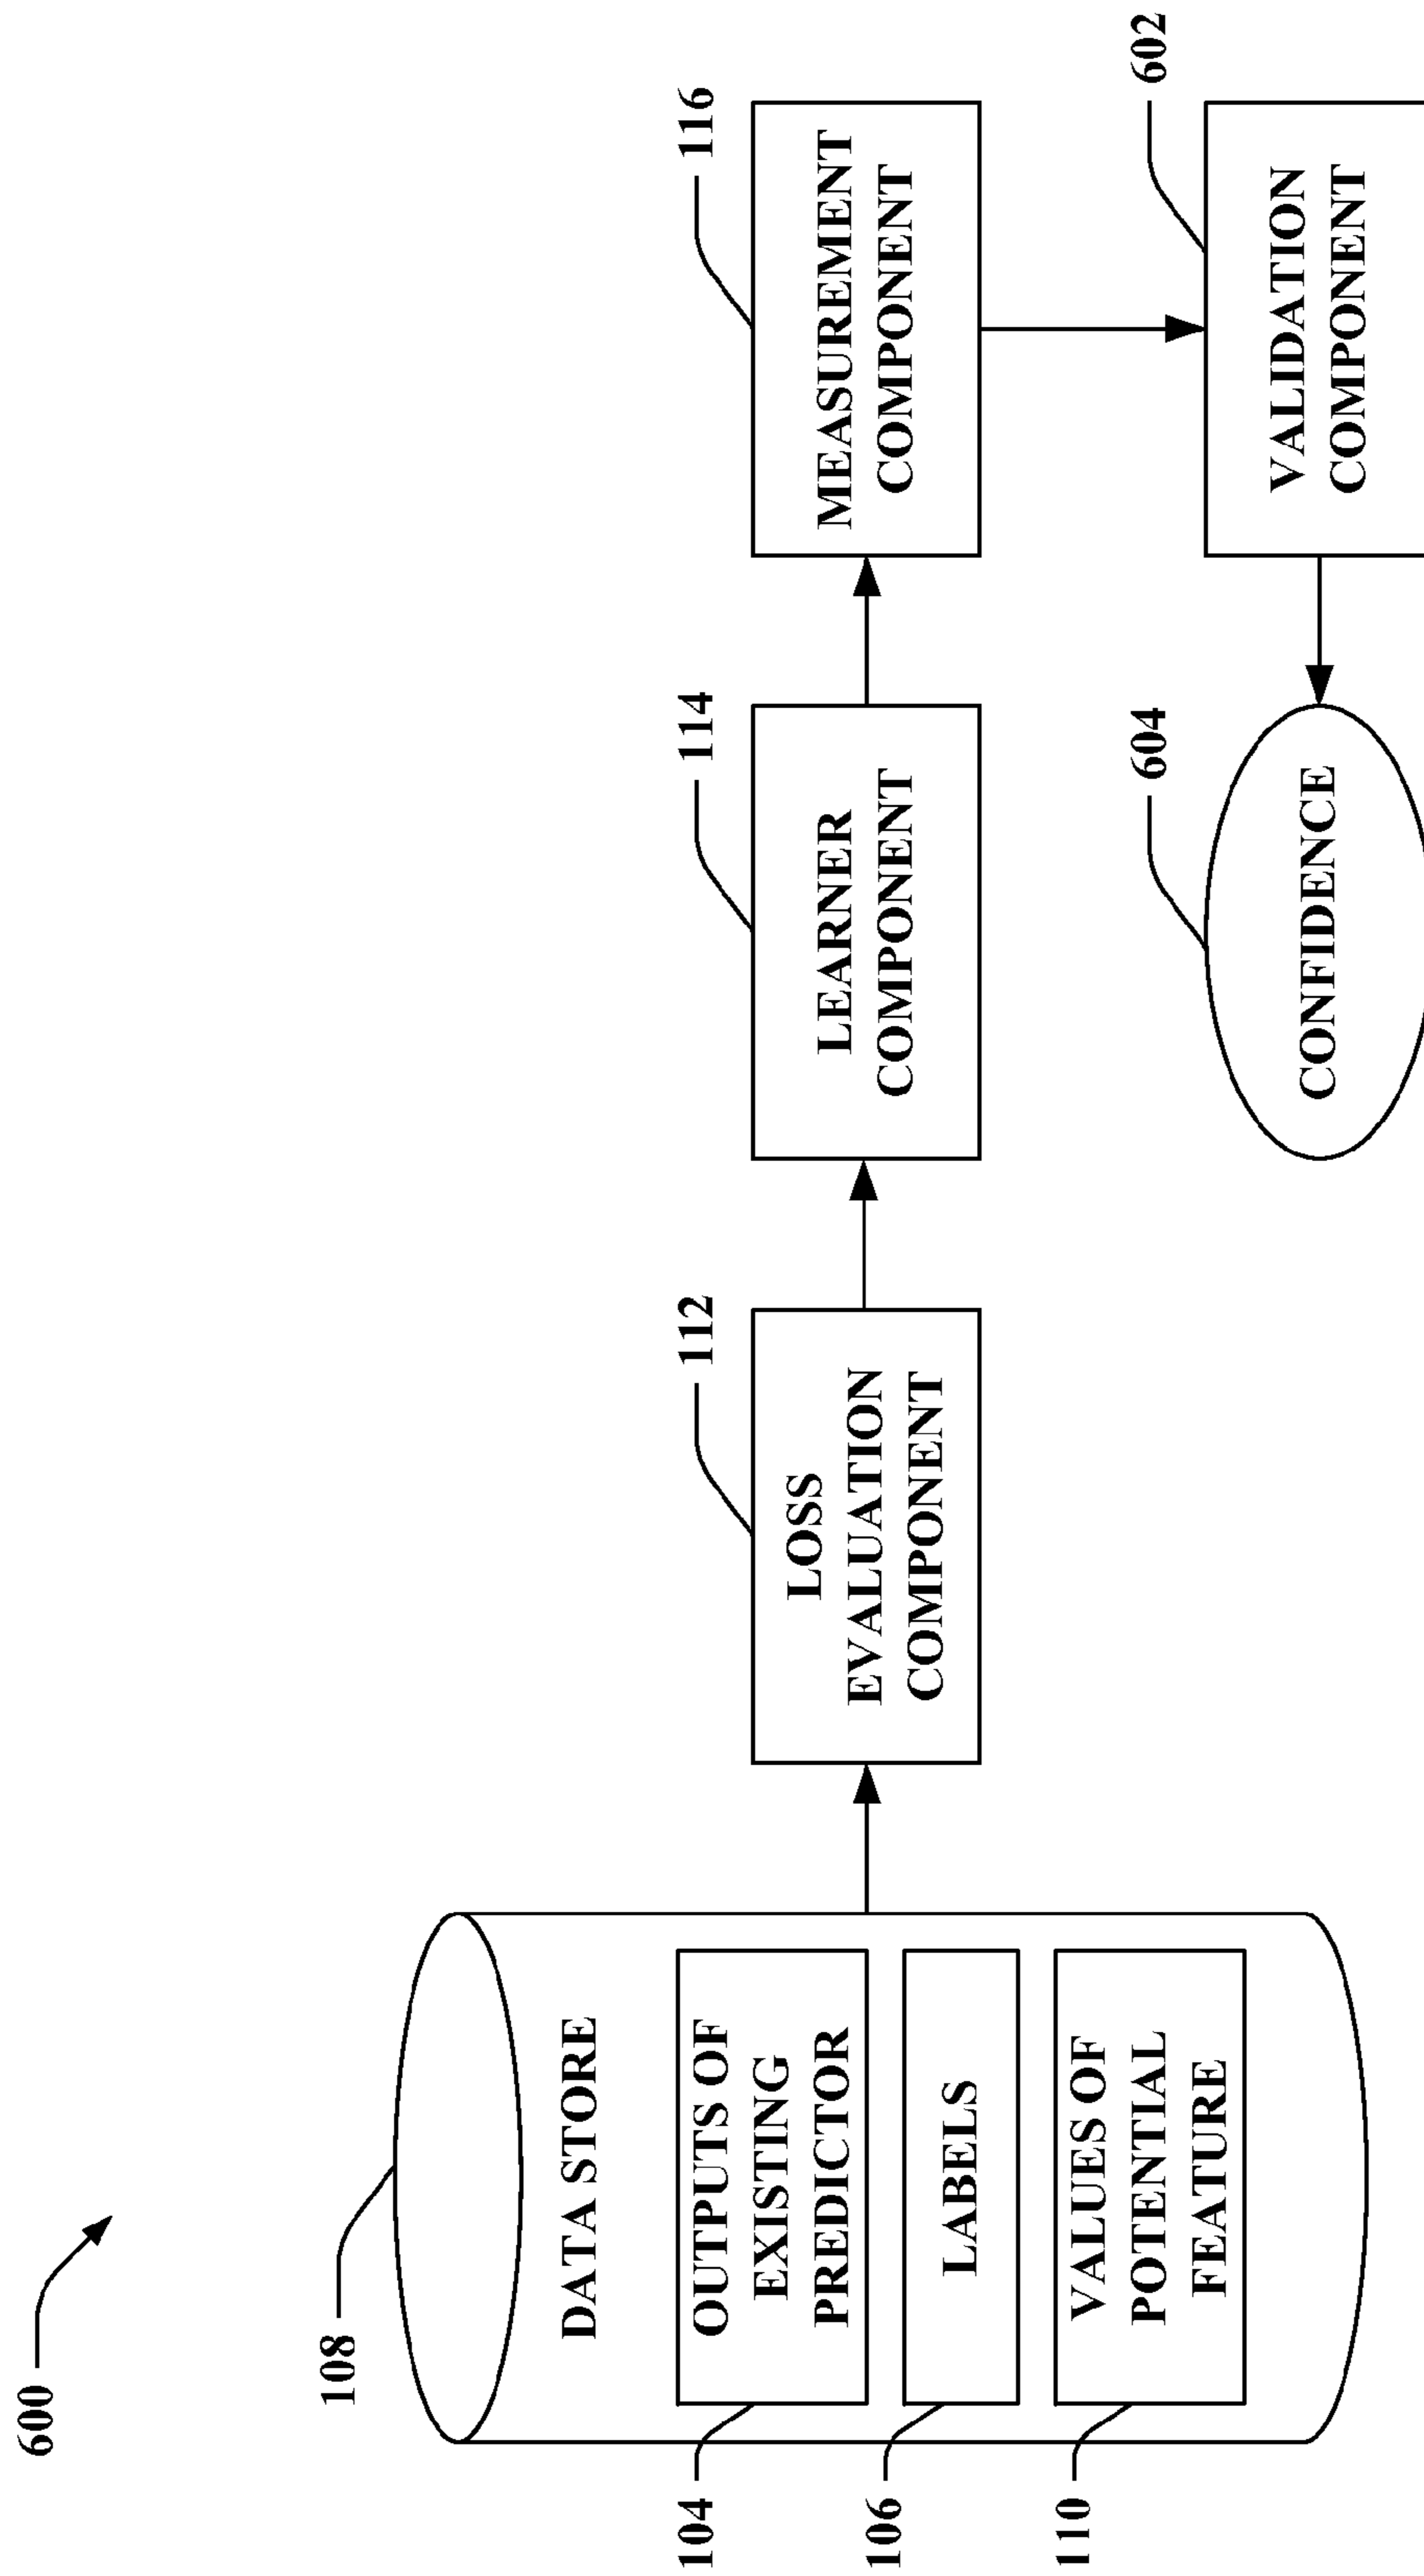 600
108
DATA STORE
104
OUTPUTS OF
EXISTING
PREDICTOR
106
LABELS
110
VALUES OF
POTENTIAL
FEATURE
112
LOSS
EVALUATION
COMPONENT
114
LEARNER
COMPONENT
116
MEASUREMENT
COMPONENT
602
VALIDATION
COMPONENT
604
CONFIDENCE